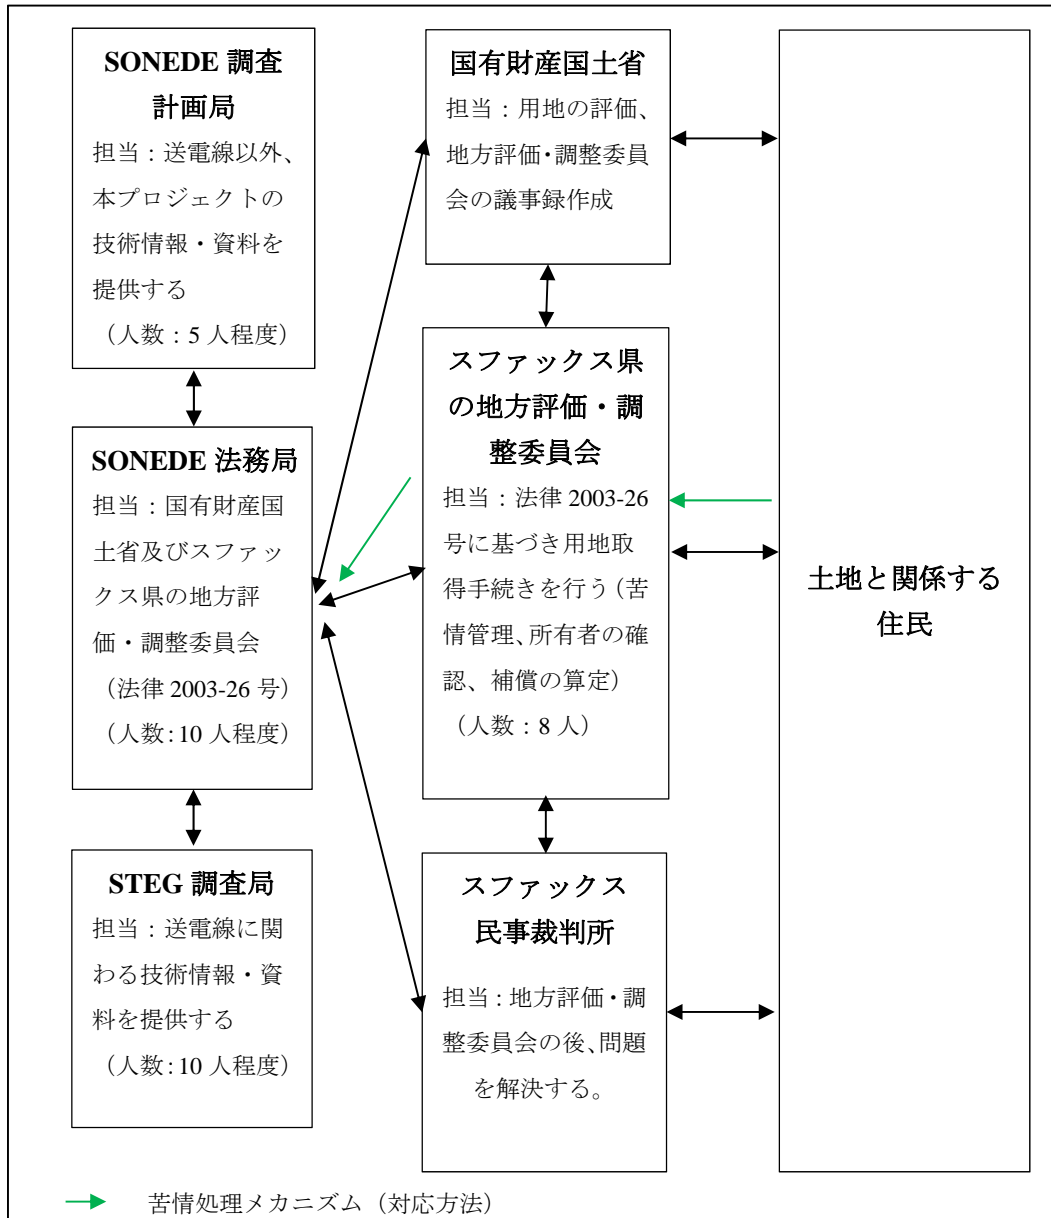 SONEDE 調査
計画局
担当：送電線以外、
本プロジェクトの
技術情報・資料を
提供する
（人数：5 人程度）
SONEDE 法務局
担当：国有財産国
土省及びスファッ
クス県の地方評
価・調整委員会
（法律 2003-26 号）
（人数：10 人程度）
STEG 調査局
担当：送電線に関
わる技術情報・資
料を提供する
（人数：10 人程度）
国有財産国土省
担当：用地の評価、
地方評価・調整委員
会の議事録作成
スファックス県
の地方評価・調
整委員会
担当：法律 2003-26
号に基づき用地取
得手続きを行う（苦
情管理、所有者の確
認、補償の算定）
（人数：8 人）
スファックス
民事裁判所
担当：地方評価・調
整委員会の後、問題
を解決する。
土地と関係する
住民
苦情処理メカニズム（対応方法）